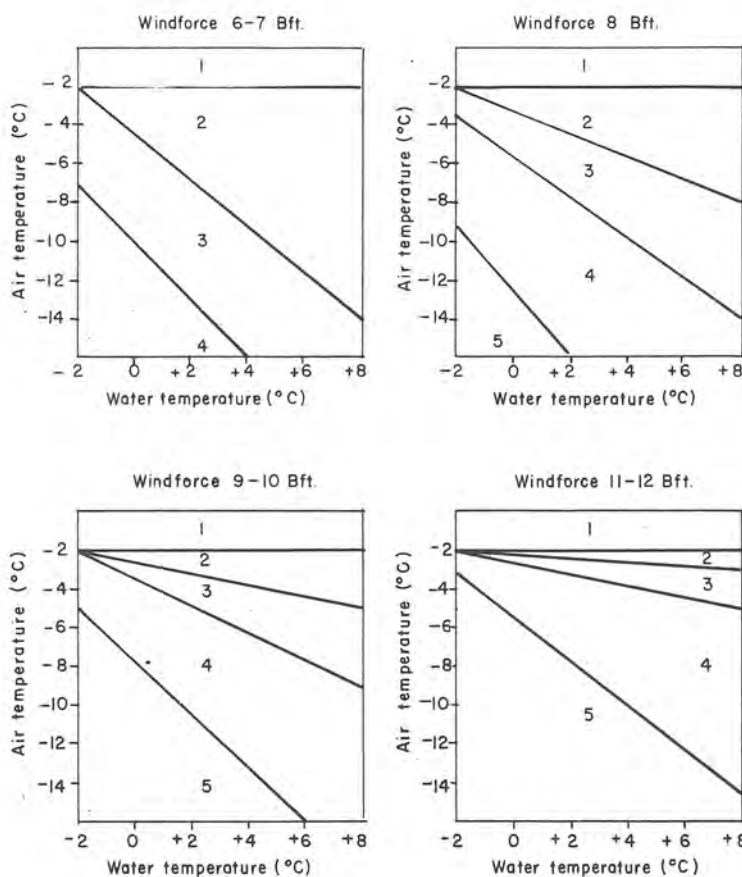 Windforce 6-7 Bft.
1
2
3
4
-2
-4
-6
-8
-10
-12
-14
Air temperature (°C)
-2 0 +2 +4 +6 +8
Water temperature (°C)
Windforce 8 Bft.
1
2
3
4
5
-2
-4
-6
-8
-10
-12
-14
Air temperature (°C)
-2 0 +2 +4 +6 +8
Water temperature (°C)
Windforce 9-10 Bft.
1
2
3
4
5
-2
-4
-6
-8
-10
-12
-14
Air temperature (°C)
-2 0 +2 +4 +6 +8
Water temperature (°C)
Windforce 11-12 Bft.
1
2
3
4
5
-2
-4
-6
-8
-10
-12
-14
Air temperature (°C)
-2 0 +2 +4 +6 +8
Water temperature (°C)